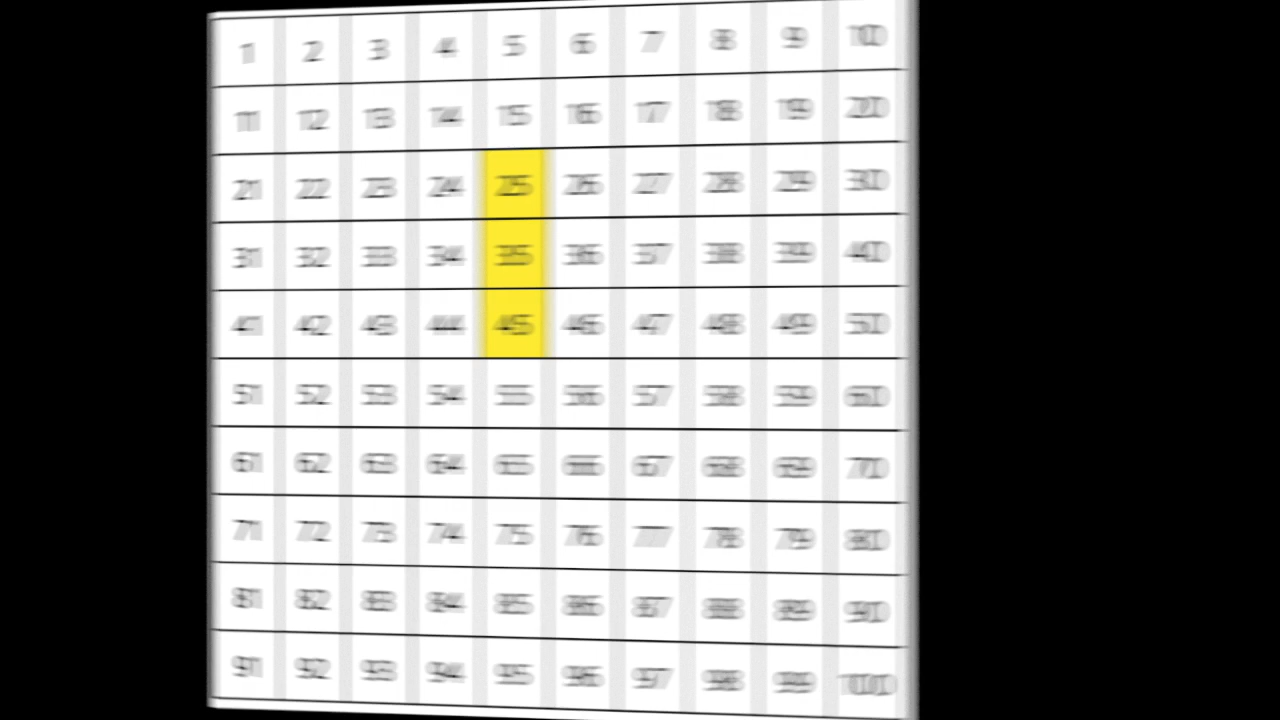 1 2 3 4 5 6 7 8 9 10
11 12 13 14 15 16 17 18 19 20
21 22 23 24 25 26 27 28 29 30
31 32 33 34 35 36 37 38 39 40
41 42 43 44 45 46 47 48 49 50
51 52 53 54 55 56 57 58 59 60
61 62 63 64 65 66 67 68 69 70
71 72 73 74 75 76 77 78 79 80
81 82 83 84 85 86 87 88 89 90
91 92 93 94 95 96 97 98 99 100